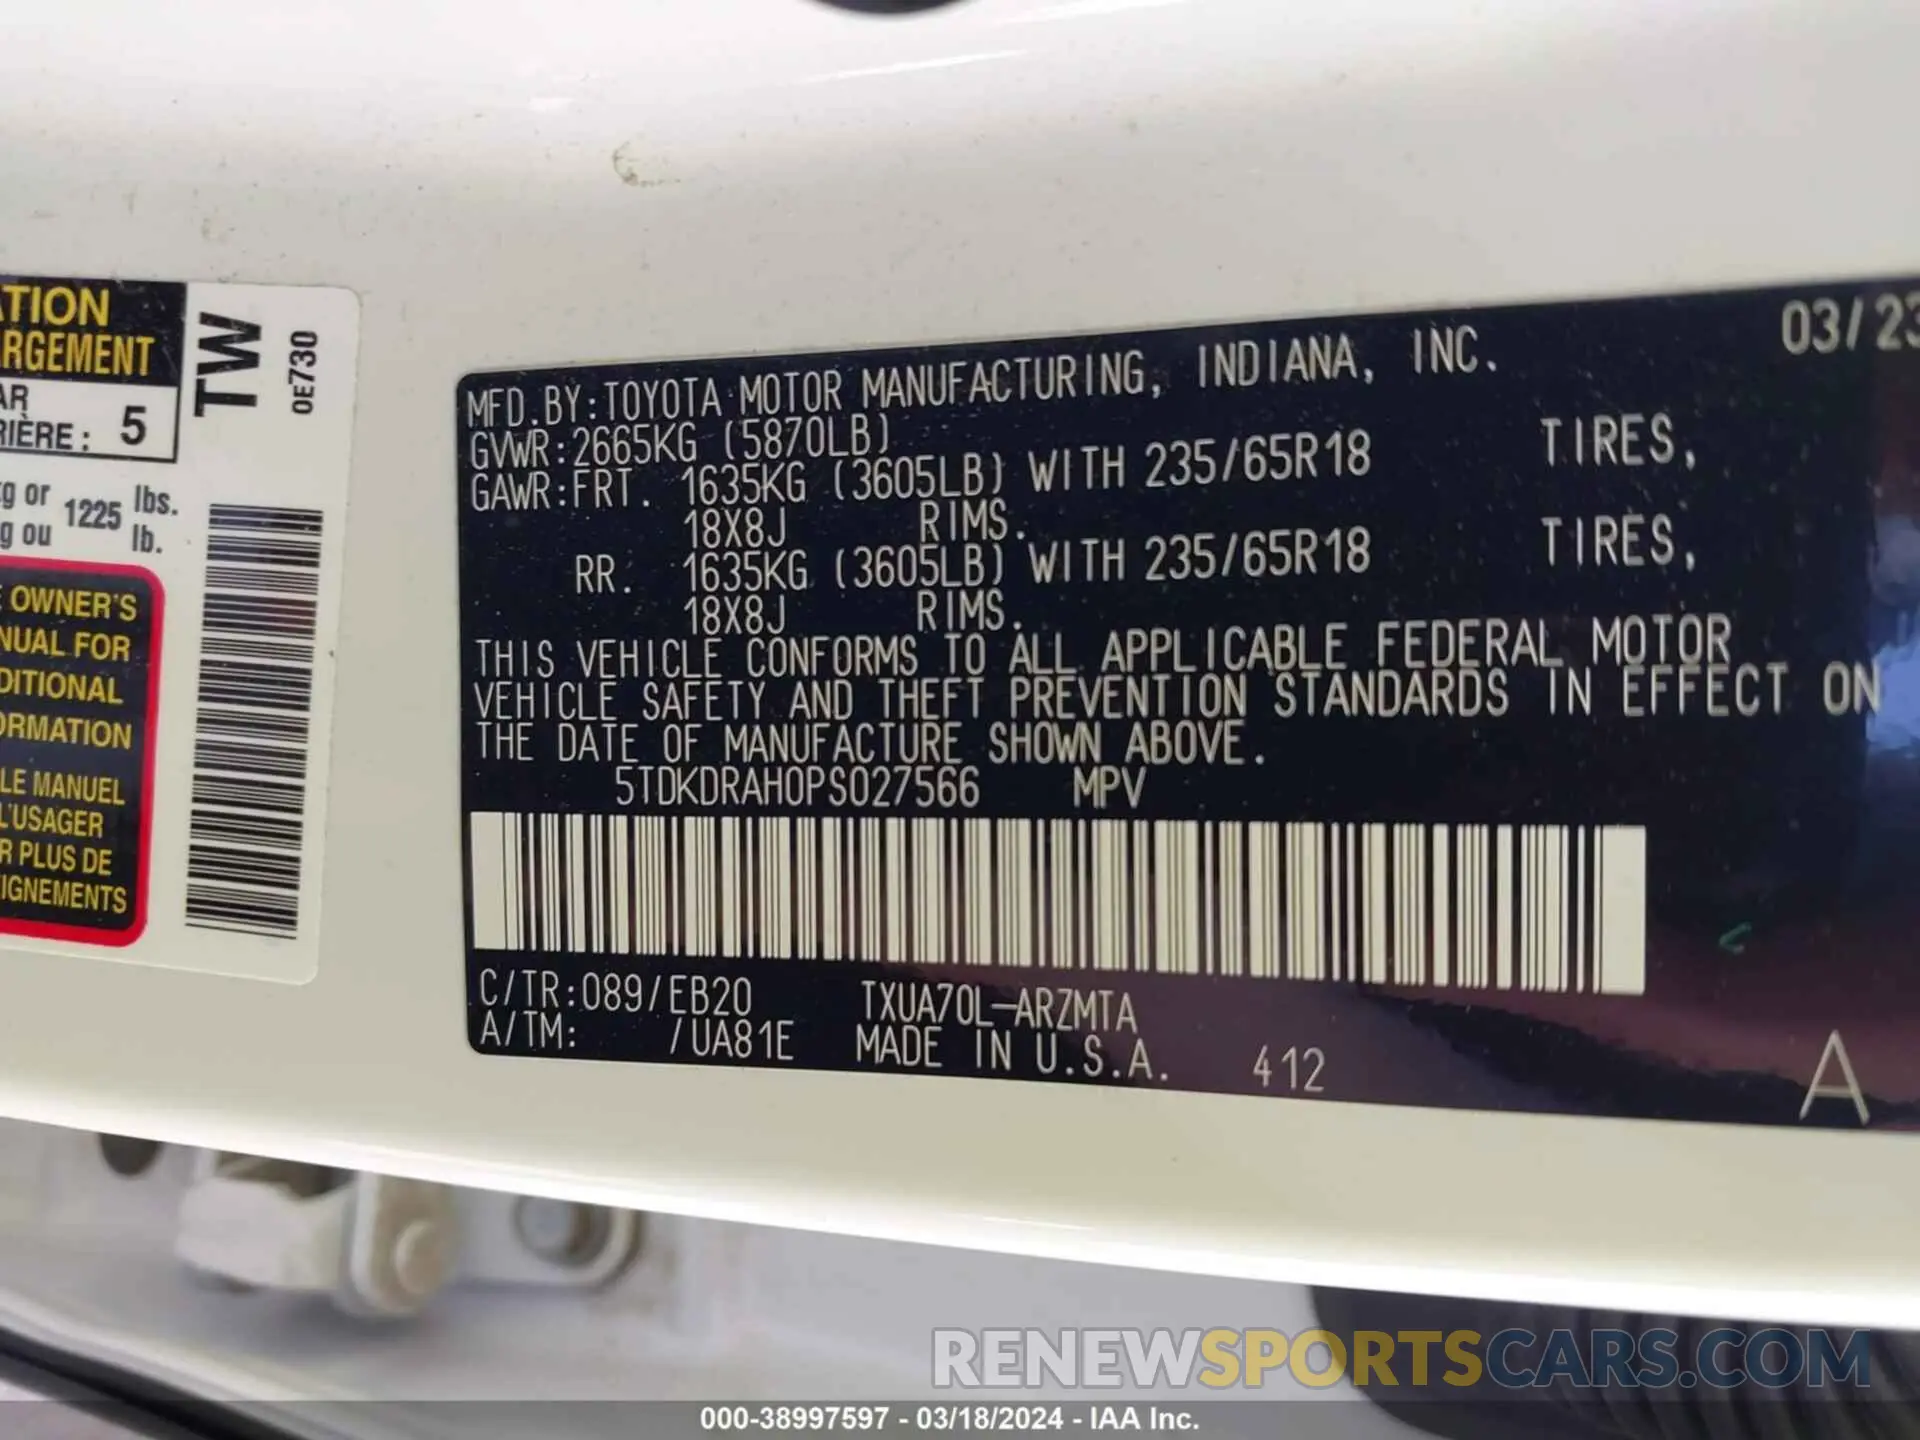 ATION
ARGEMENT
AR
RIÈRE : 5
kg or 1225 lbs.
kg ou lb.
TW
0E730
E OWNER'S
NUAL FOR
DITIONAL
ORMATION
LE MANUEL
L'USAGER
R PLUS DE
EIGNEMENTS
03/23
MFD.BY:TOYOTA MOTOR MANUFACTURING, INDIANA, INC.
GVWR:2665KG (5870LB)
GAWR:FRT. 1635KG (3605LB) WITH 235/65R18 TIRES,
18X8J RIMS.
RR. 1635KG (3605LB) WITH 235/65R18 TIRES,
18X8J RIMS.
THIS VEHICLE CONFORMS TO ALL APPLICABLE FEDERAL MOTOR
VEHICLE SAFETY AND THEFT PREVENTION STANDARDS IN EFFECT ON
THE DATE OF MANUFACTURE SHOWN ABOVE.
5TDKDRAH0PS027566 MPV
C/TR:089/EB20 TXUA70L-ARZMTA
A/TM: /UA81E MADE IN U.S.A. 412
A
RENEWSPORTSCARS.COM
000-38997597 - 03/18/2024 - IAA Inc.